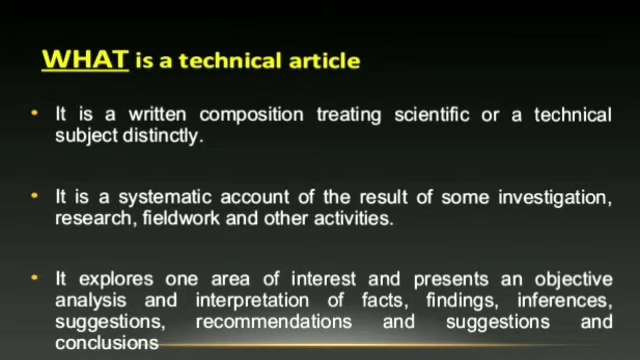 WHAT is a technical article
• It is a written composition treating scientific or a technical
subject distinctly.
• It is a systematic account of the result of some investigation,
research, fieldwork and other activities.
• It explores one area of interest and presents an objective
analysis and interpretation of facts, findings, inferences,
suggestions, recommendations and suggestions and
conclusions